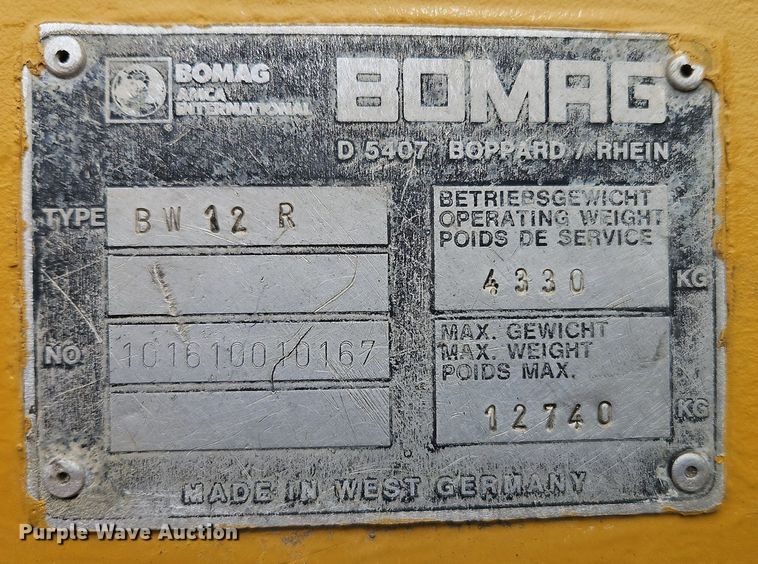 BOMAG
AMCA
INTERNATIONAL
BOMAG
D 5407 BOPPARD / RHEIN
TYPE BW 12 R
BETRIEBSGEWICHT
OPERATING WEIGHT
POIDS DE SERVICE
4330 KG
NO 101610010167
MAX. GEWICHT
MAX. WEIGHT
POIDS MAX.
12740 KG
MADE IN WEST GERMANY
Purple Wave Auction